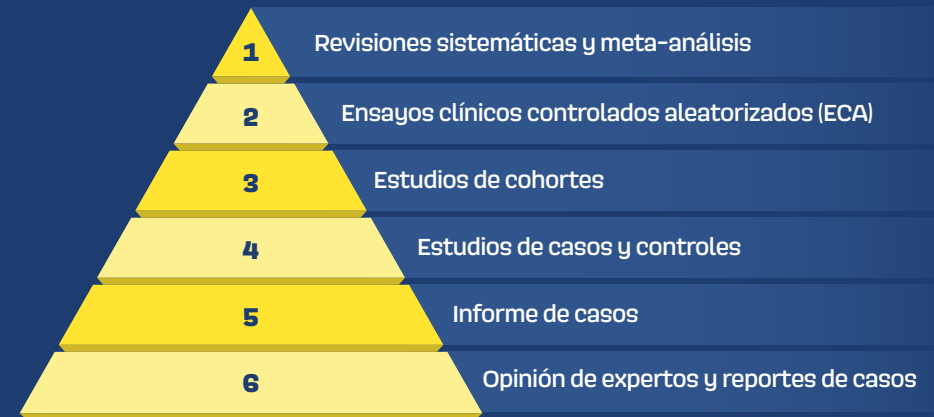 1 Revisiones sistemáticas y meta-análisis
2 Ensayos clínicos controlados aleatorizados (ECA)
3 Estudios de cohortes
4 Estudios de casos y controles
5 Informe de casos
6 Opinión de expertos y reportes de casos